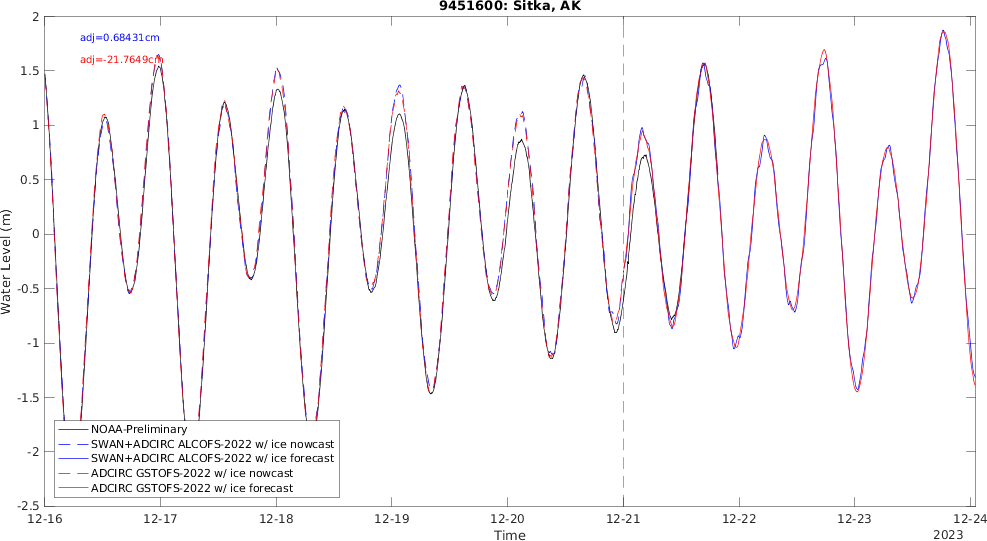 9451600: Sitka, AK
adj=0.68431cm
adj=-21.7649cm
Water Level (m)
2
1.5
1
0.5
0
-0.5
-1
-1.5
-2
-2.5
NOAA-Preliminary
SWAN+ADCIRC ALCOFS-2022 w/ ice nowcast
SWAN+ADCIRC ALCOFS-2022 w/ ice forecast
ADCIRC GSTOFS-2022 w/ ice nowcast
ADCIRC GSTOFS-2022 w/ ice forecast
12-16 12-17 12-18 12-19 12-20 12-21 12-22 12-23 12-24
Time
2023